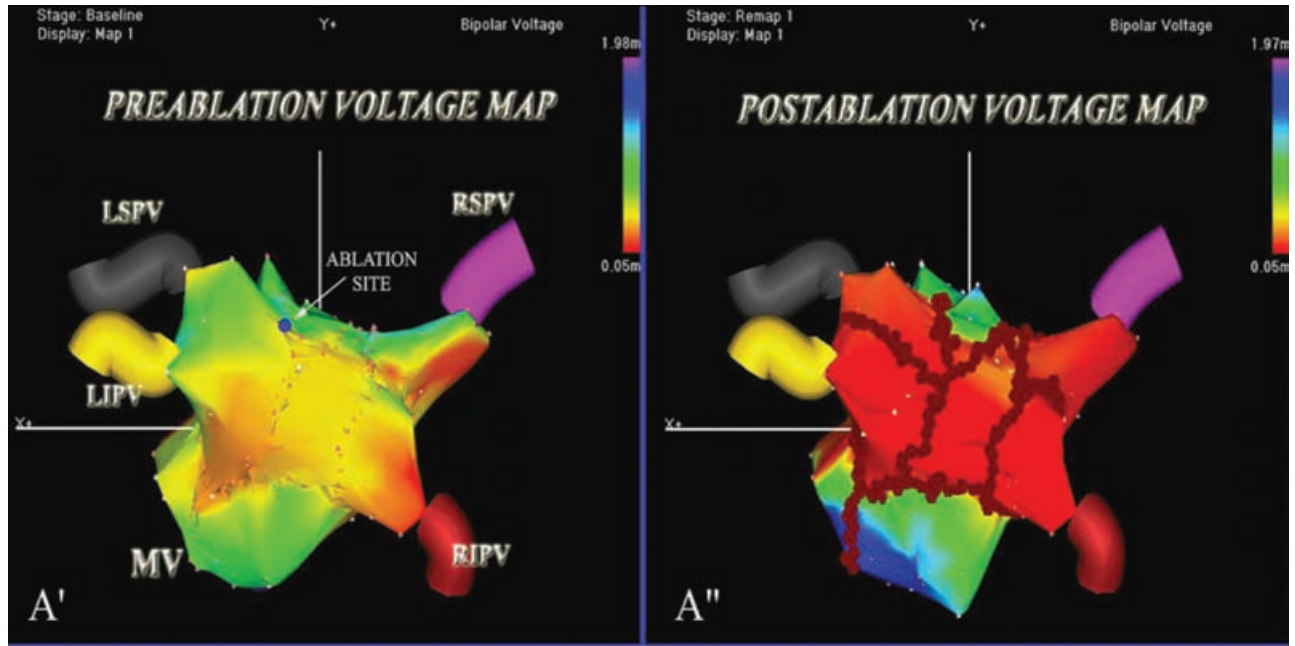 Stage: Baseline
Display: Map 1
Y+
Bipolar Voltage
1.98m
PREABLATION VOLTAGE MAP
LSPV
RSPV
ABLATION
SITE
0.05m
LIPV
X+
MV
RIPV
A'
Stage: Remap 1
Display: Map 1
Y+
Bipolar Voltage
1.97m
POSTABLATION VOLTAGE MAP
0.05m
X+
A"